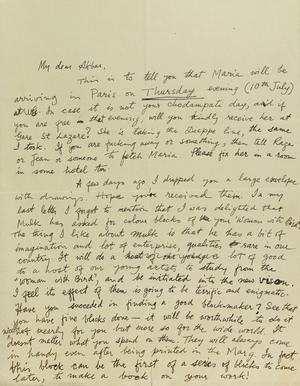 My dear Akbar,
This is to tell you that Maria will be
arriving in Paris on Thursday evening (10th July)
In case it is not your chodampate day, and if
you are free that evening, will you kindly receive her at
Gare St Lazare? She is taking the Dieppe line, the same
I took. If you are fucking away or something, then tell Raza
or Jean or someone to fetch Maria. Please fix her in a room
in some hotel too.
A few days ago I dropped you a large envelope
with drawings. Hope you received them. In my
last letter I forgot to mention that I was delighted that
Mulk has asked for colour blocks of the your 'Woman with Bird'.
The thing I like about Mulk is that he has a bit of
imagination and lot of enterprise, qualities rare in our
country. It will do a lot of good
to a host of our young artists to study from the
'woman with Bird', and be initiated into the new vision.
I feel its effect of them is going to be terrific and enigmatic.
Have you succeeded in finding a good blockmaker? See that
you have fine blocks done - it will be worthwhile to do it
not merely for you but more so for the wide world. It
doesn't matter what you spend on them. They will always come
in handy even after being printed in the Marg. In fact
this block can be the first of a series of blocks to come
later, to make a book on your work!